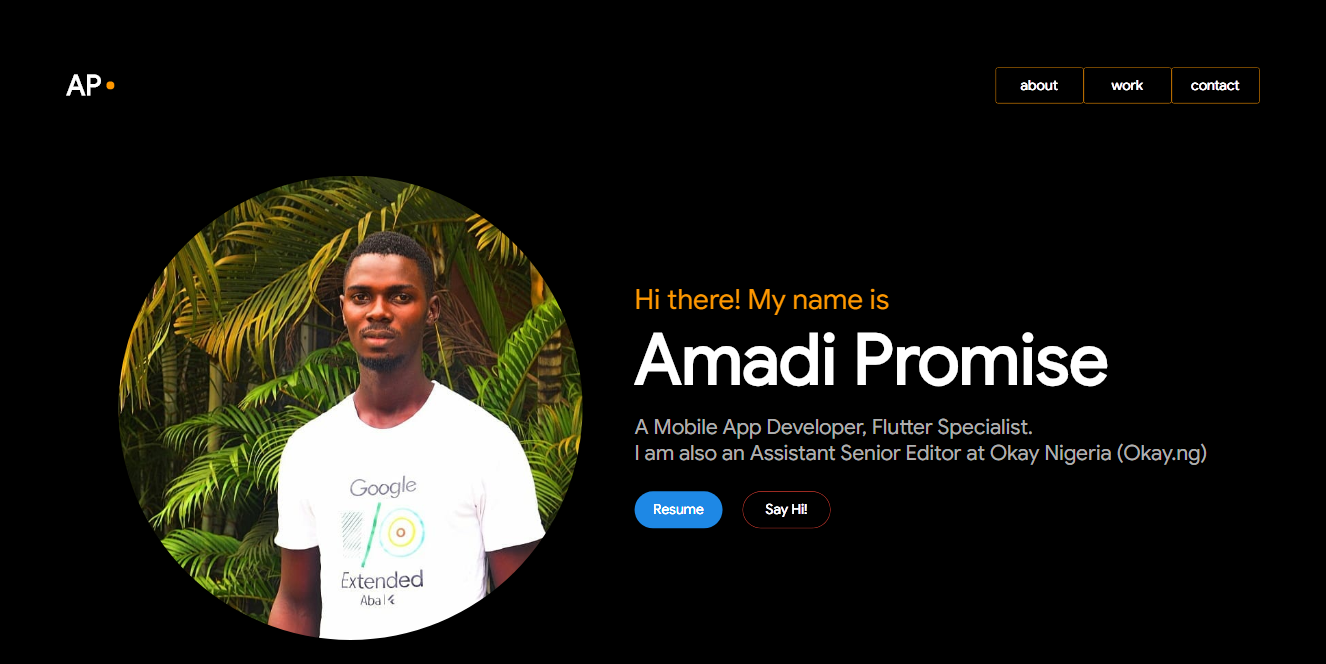 AP
about work contact
Hi there! My name is
Amadi Promise
A Mobile App Developer, Flutter Specialist.
I am also an Assistant Senior Editor at Okay Nigeria (Okay.ng)
Resume Say Hi!
Google
I/O
Extended
Aba